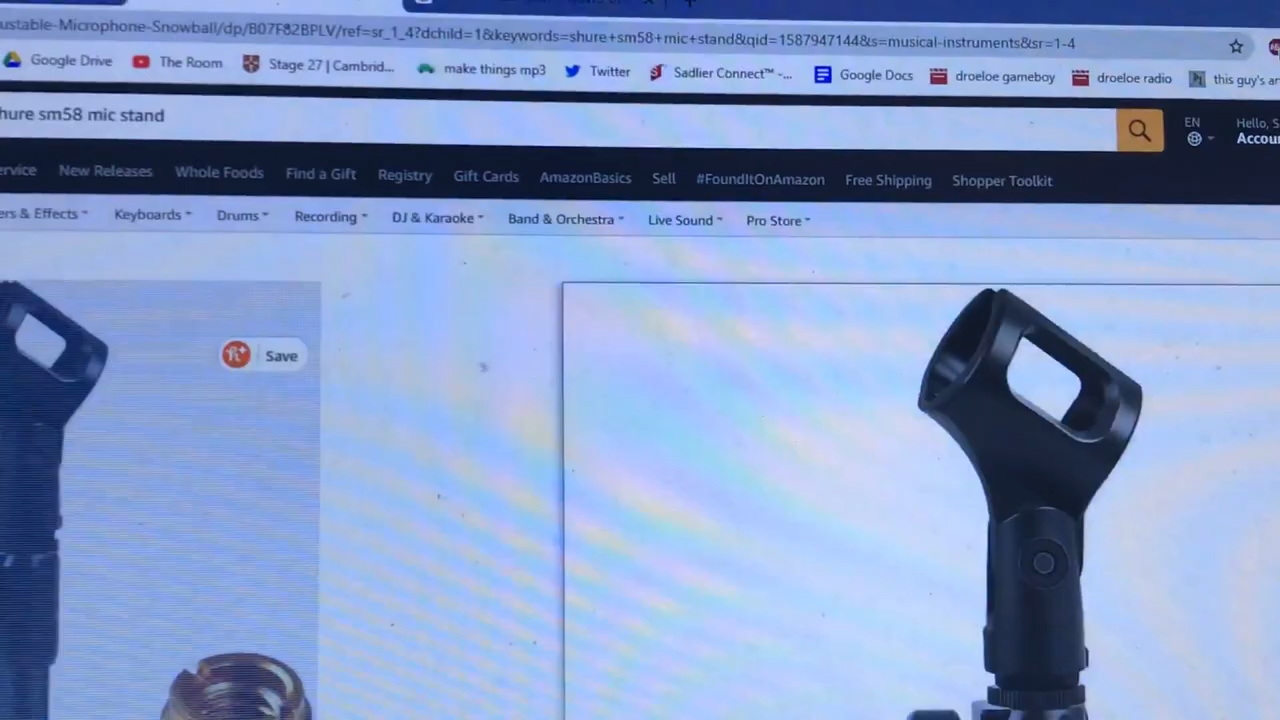 ustable-Microphone-Snowball/dp/B07F82BPLV/ref=sr_1_4?dchild=1&keywords=shure+sm58+mic+stand&qid=1587947144&s=musical-instruments&sr=1-4
Google Drive The Room Stage 27 | Cambrid... make things mp3 Twitter Sadlier Connect™ -... Google Docs droeloe gameboy droeloe radio this guy's ar
hure sm58 mic stand
EN Hello, S
Accou
ervice New Releases Whole Foods Find a Gift Registry Gift Cards AmazonBasics Sell #FoundItOnAmazon Free Shipping Shopper Toolkit
ers & Effects Keyboards Drums Recording DJ & Karaoke Band & Orchestra Live Sound Pro Store
Save